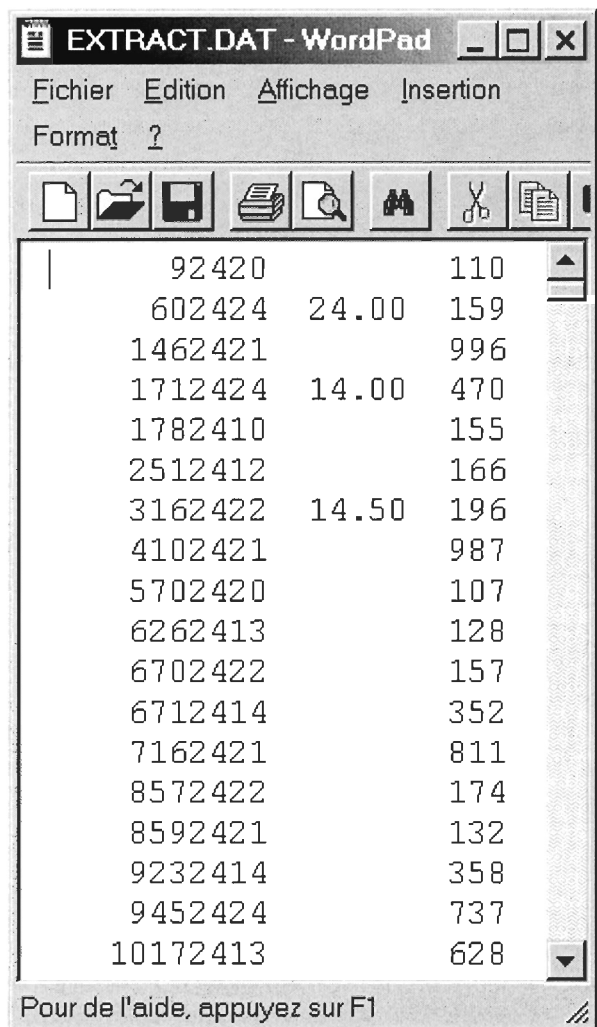 EXTRACT.DAT - WordPad
Fichier Edition Affichage Insertion
Format ?
92420 110
602424 24.00 159
1462421 996
1712424 14.00 470
1782410 155
2512412 166
3162422 14.50 196
4102421 987
5702420 107
6262413 128
6702422 157
6712414 352
7162421 811
8572422 174
8592421 132
9232414 358
9452424 737
10172413 628
Pour de l'aide, appuyez sur F1